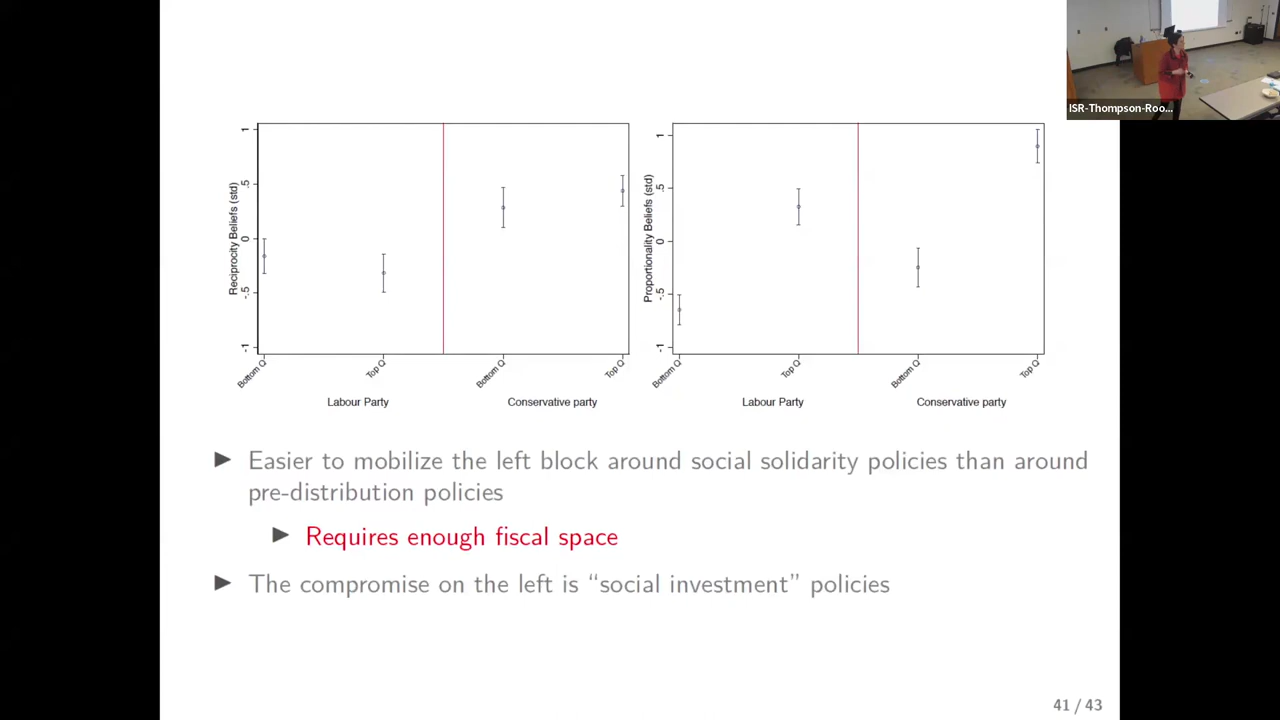 ISR-Thompson-Roo...
Reciprocity Beliefs (std)
1
.5
0
-.5
-1
Bottom Q
Top Q
Bottom Q
Top Q
Labour Party
Conservative party
Proportionality Beliefs (std)
1
.5
0
-.5
-1
Bottom Q
Top Q
Bottom Q
Top Q
Labour Party
Conservative party
Easier to mobilize the left block around social solidarity policies than around
pre-distribution policies
Requires enough fiscal space
The compromise on the left is “social investment” policies
41 / 43